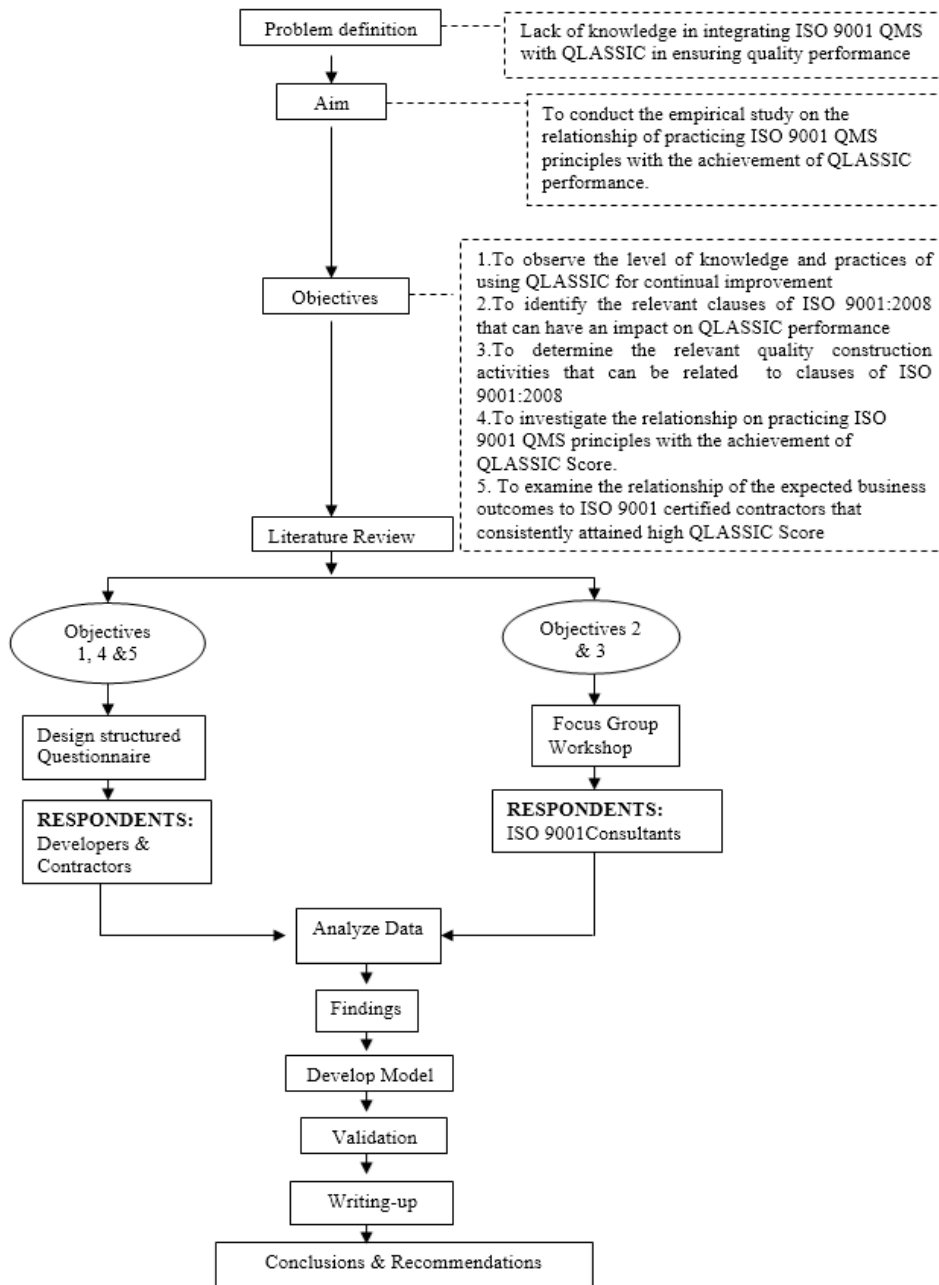 Problem definition
Lack of knowledge in integrating ISO 9001 QMS
with QLASSIC in ensuring quality performance
Aim
To conduct the empirical study on the
relationship of practicing ISO 9001 QMS
principles with the achievement of QLASSIC
performance.
Objectives
1.To observe the level of knowledge and practices of
using QLASSIC for continual improvement
2.To identify the relevant clauses of ISO 9001:2008
that can have an impact on QLASSIC performance
3.To determine the relevant quality construction
activities that can be related to clauses of ISO
9001:2008
4.To investigate the relationship on practicing ISO
9001 QMS principles with the achievement of
QLASSIC Score.
5. To examine the relationship of the expected business
outcomes to ISO 9001 certified contractors that
consistently attained high QLASSIC Score
Literature Review
Objectives
1, 4 &5
Objectives 2
& 3
Design structured
Questionnaire
Focus Group
Workshop
RESPONDENTS:
Developers &
Contractors
RESPONDENTS:
ISO 9001Consultants
Analyze Data
Findings
Develop Model
Validation
Writing-up
Conclusions & Recommendations